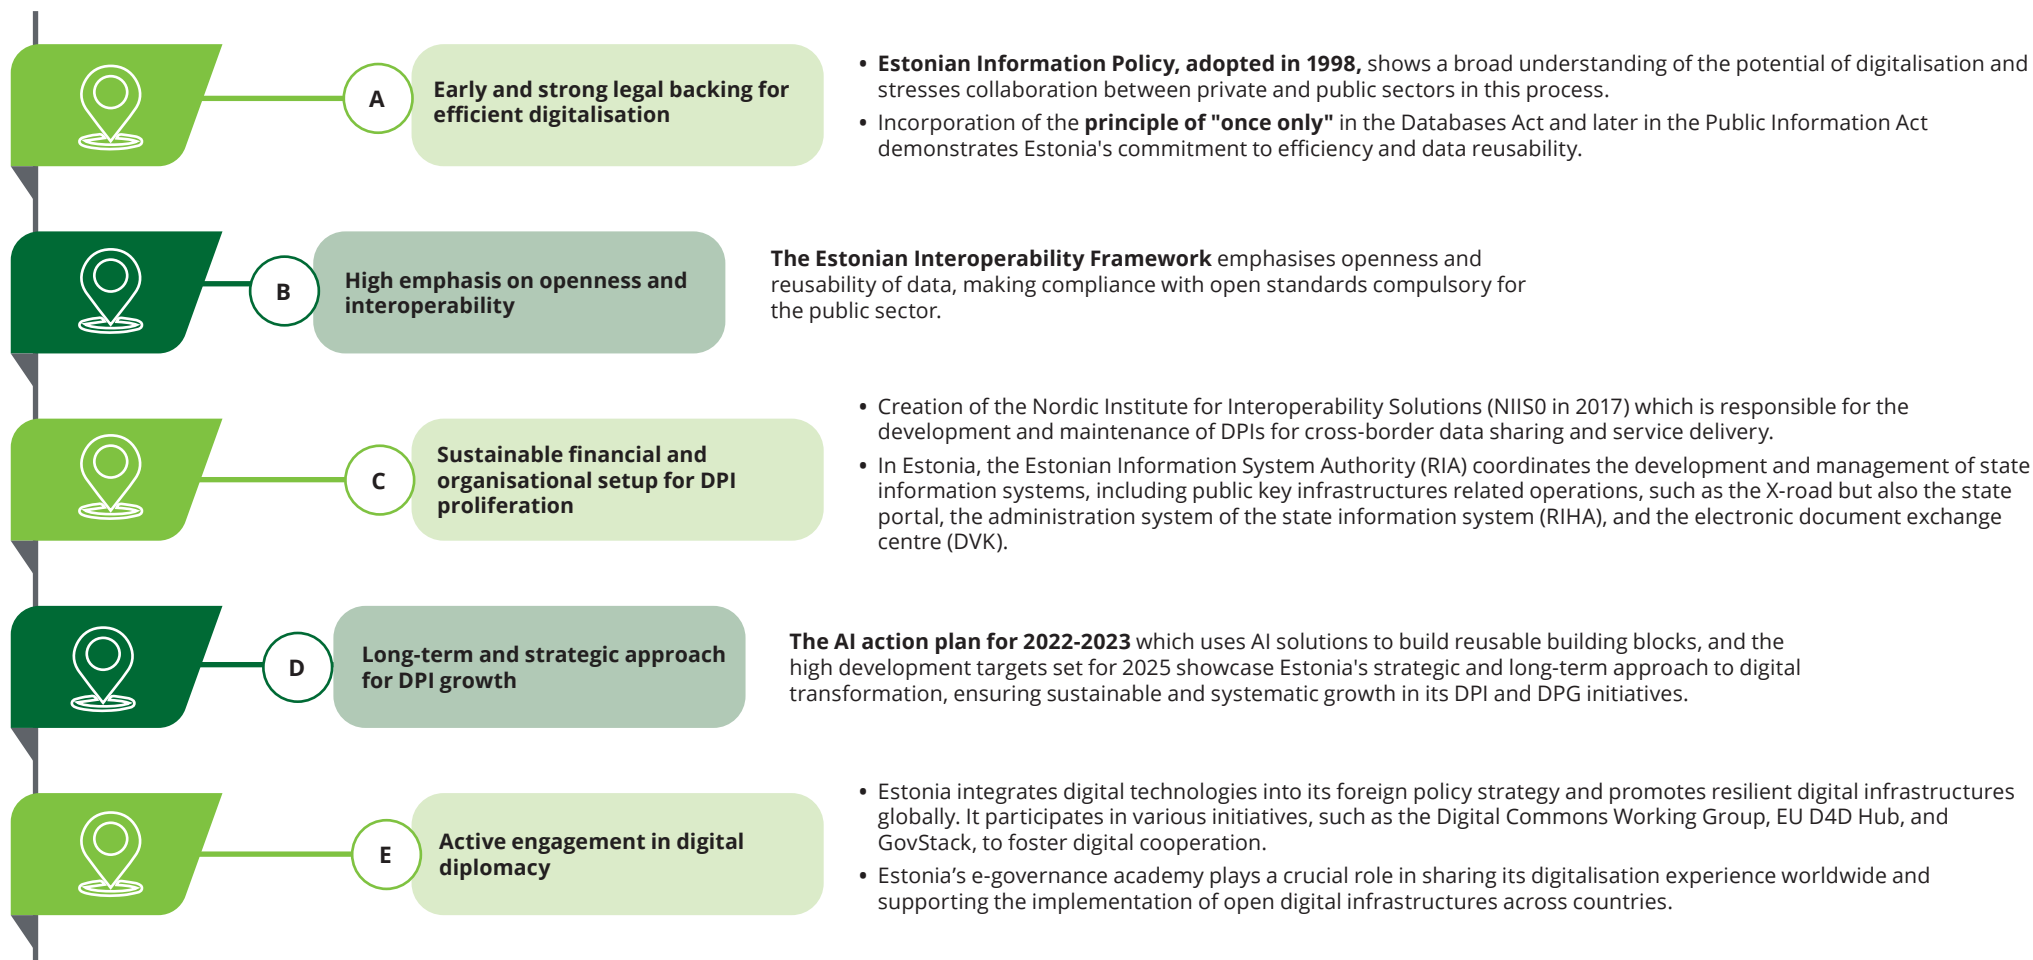 A
Early and strong legal backing for
efficient digitalisation
• Estonian Information Policy, adopted in 1998, shows a broad understanding of the potential of digitalisation and
stresses collaboration between private and public sectors in this process.
• Incorporation of the principle of "once only" in the Databases Act and later in the Public Information Act
demonstrates Estonia's commitment to efficiency and data reusability.
B
High emphasis on openness and
interoperability
The Estonian Interoperability Framework emphasises openness and
reusability of data, making compliance with open standards compulsory for
the public sector.
C
Sustainable financial and
organisational setup for DPI
proliferation
• Creation of the Nordic Institute for Interoperability Solutions (NIIS0 in 2017) which is responsible for the
development and maintenance of DPIs for cross-border data sharing and service delivery.
• In Estonia, the Estonian Information System Authority (RIA) coordinates the development and management of state
information systems, including public key infrastructures related operations, such as the X-road but also the state
portal, the administration system of the state information system (RIHA), and the electronic document exchange
centre (DVK).
D
Long-term and strategic approach
for DPI growth
The AI action plan for 2022-2023 which uses AI solutions to build reusable building blocks, and the
high development targets set for 2025 showcase Estonia's strategic and long-term approach to digital
transformation, ensuring sustainable and systematic growth in its DPI and DPG initiatives.
E
Active engagement in digital
diplomacy
• Estonia integrates digital technologies into its foreign policy strategy and promotes resilient digital infrastructures
globally. It participates in various initiatives, such as the Digital Commons Working Group, EU D4D Hub, and
GovStack, to foster digital cooperation.
• Estonia’s e-governance academy plays a crucial role in sharing its digitalisation experience worldwide and
supporting the implementation of open digital infrastructures across countries.